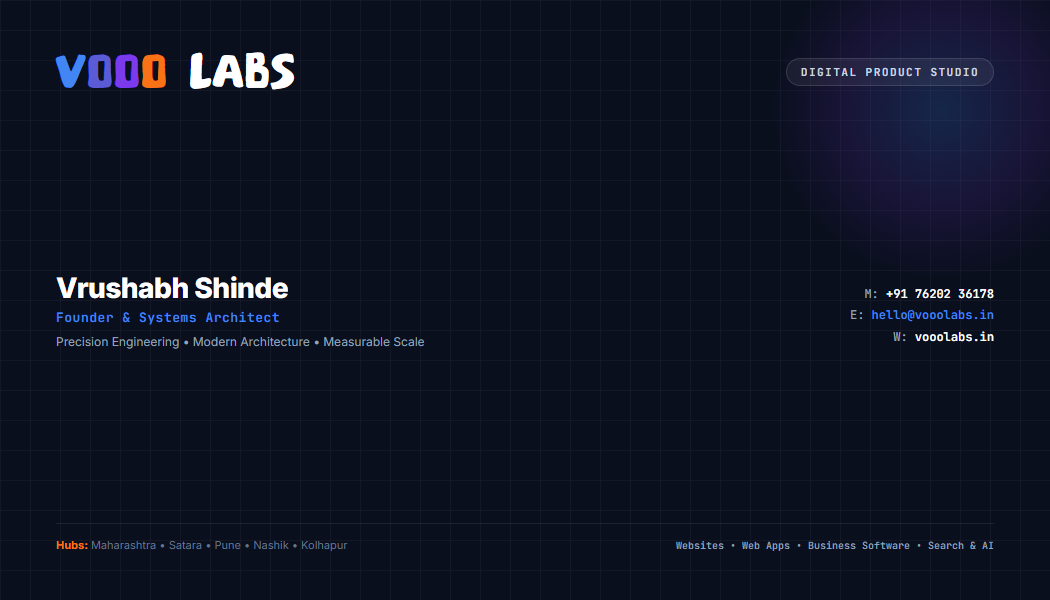 VOOO LABS
DIGITAL PRODUCT STUDIO
Vrushabh Shinde
Founder & Systems Architect
Precision Engineering • Modern Architecture • Measurable Scale
M: +91 76202 36178
E: hello@vooolabs.in
W: vooolabs.in
Hubs: Maharashtra • Satara • Pune • Nashik • Kolhapur
Websites • Web Apps • Business Software • Search & AI